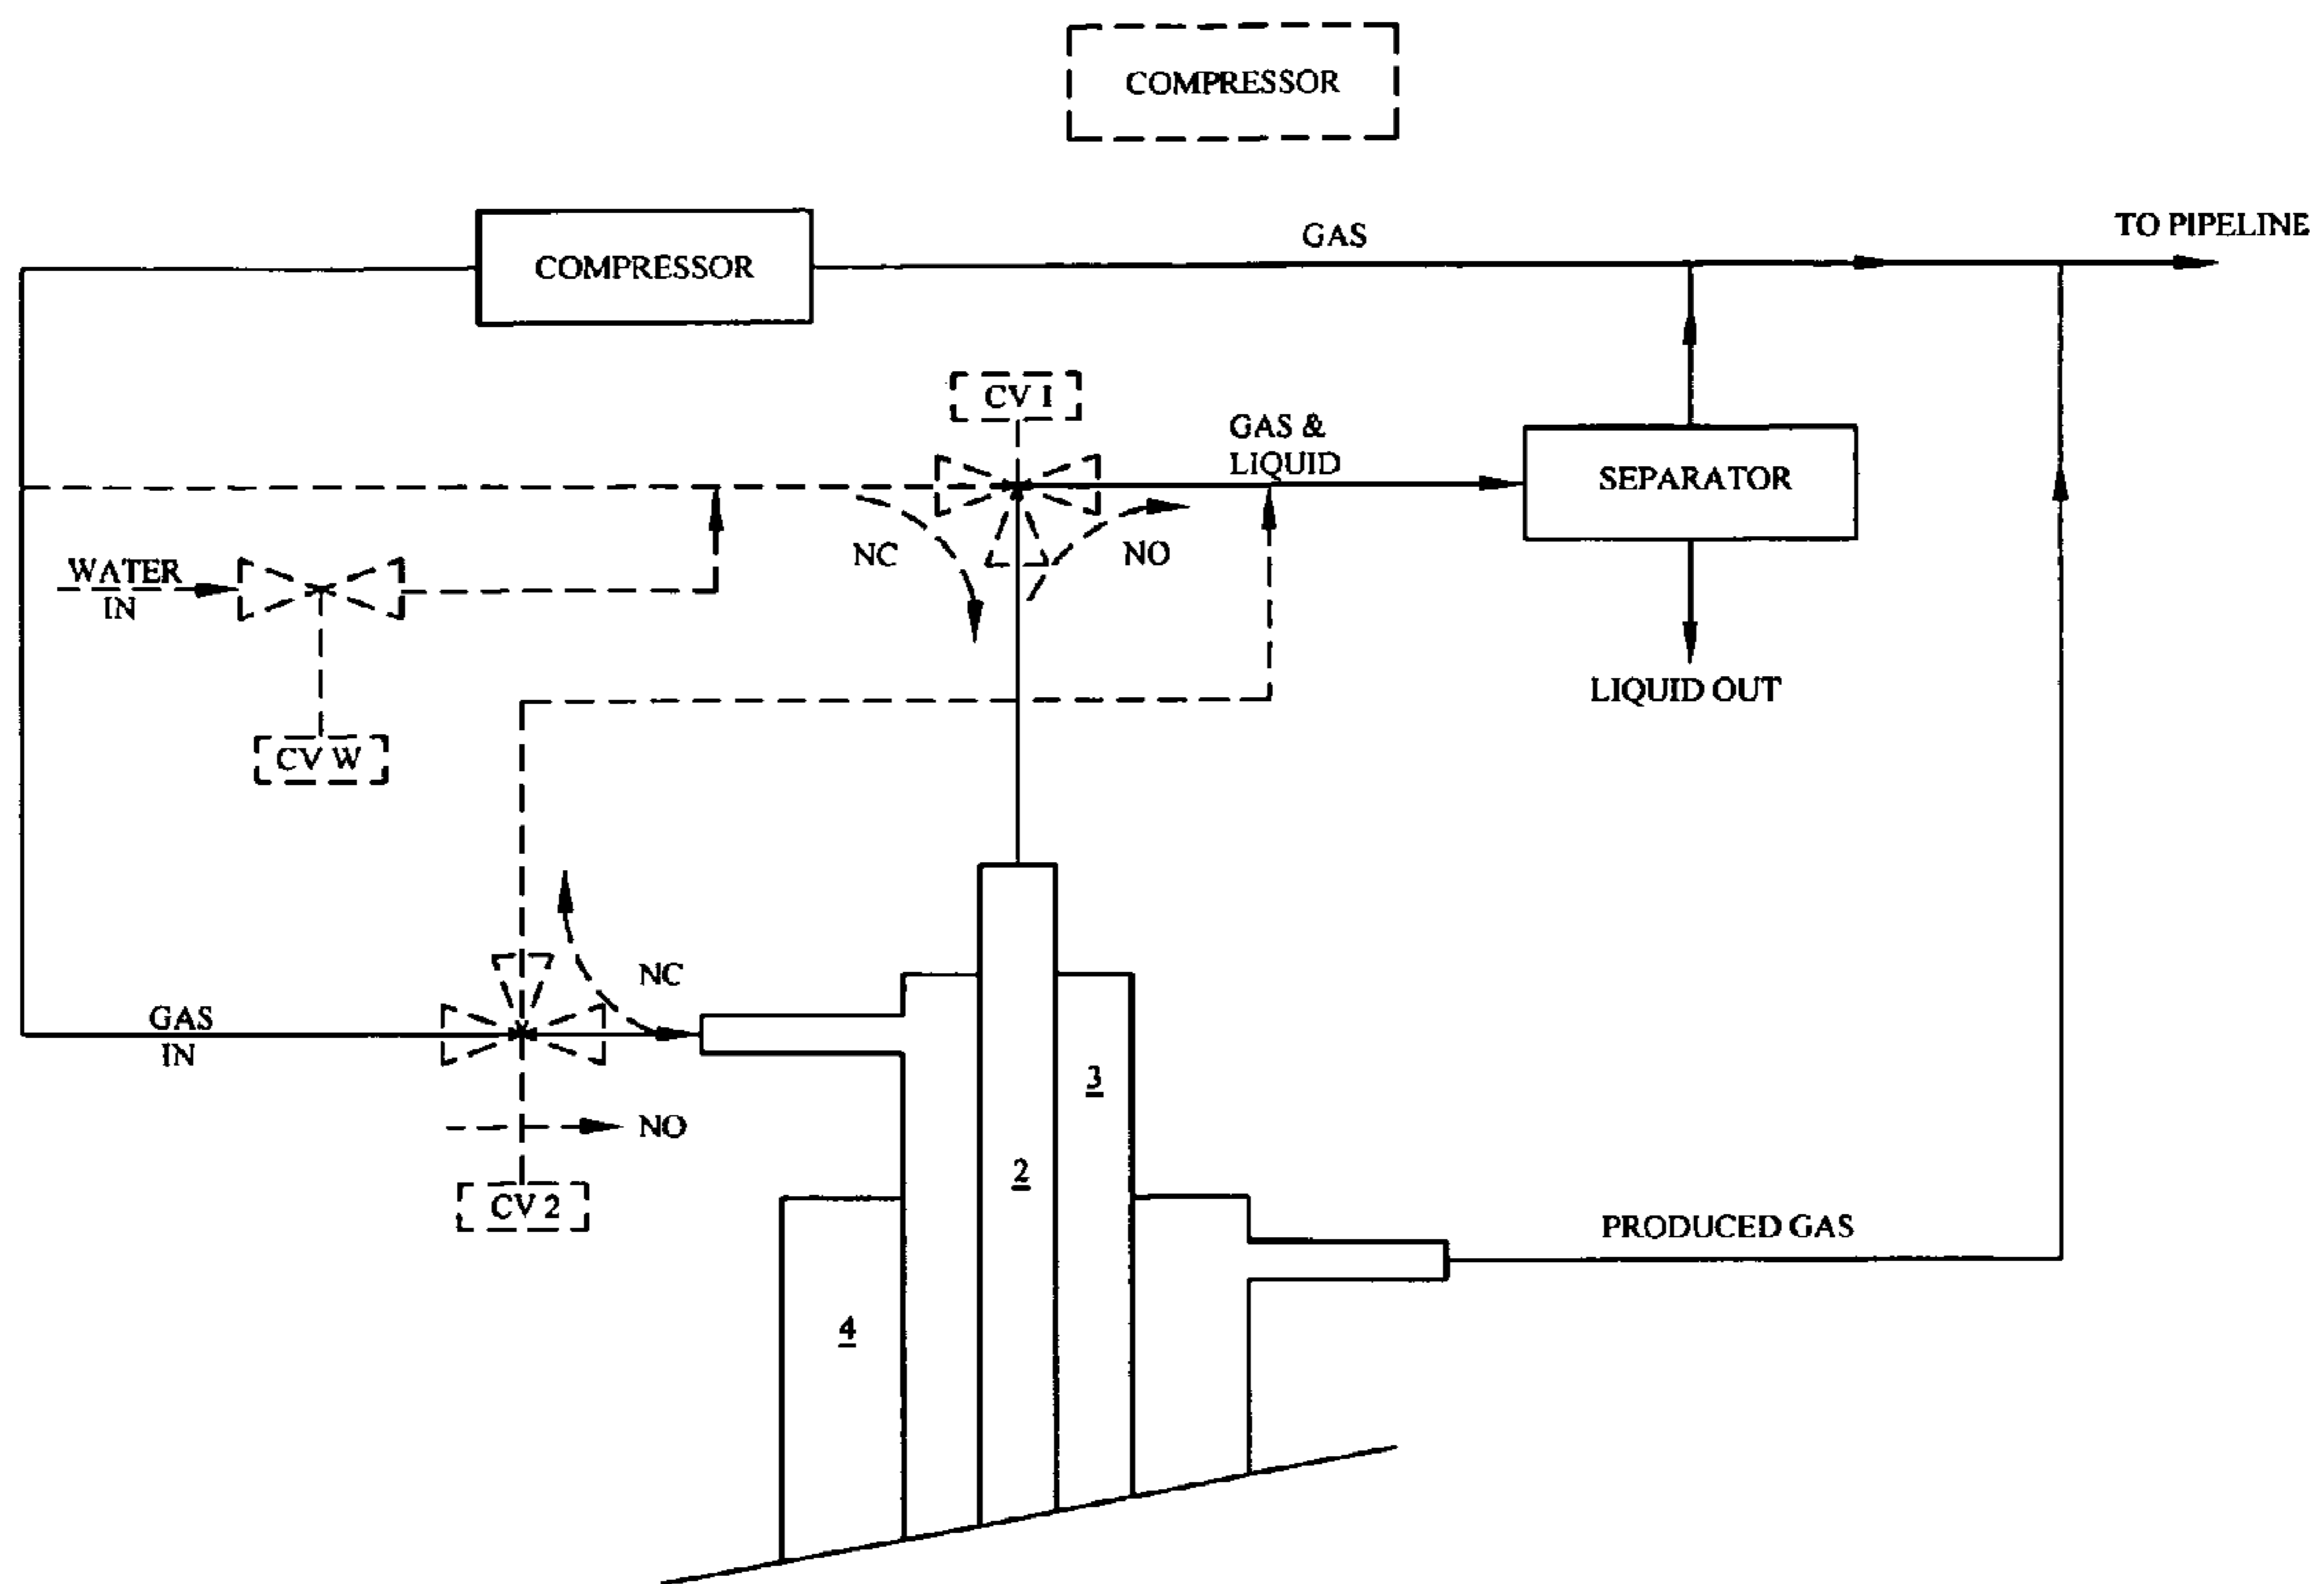 COMPRESSOR
TO PIPELINE
GAS
COMPRESSOR
CV 1
GAS &
LIQUID
SEPARATOR
NC
NO
WATER
IN
LIQUID OUT
CV W
NC
GAS
IN
3
NO
2
CV 2
PRODUCED GAS
4